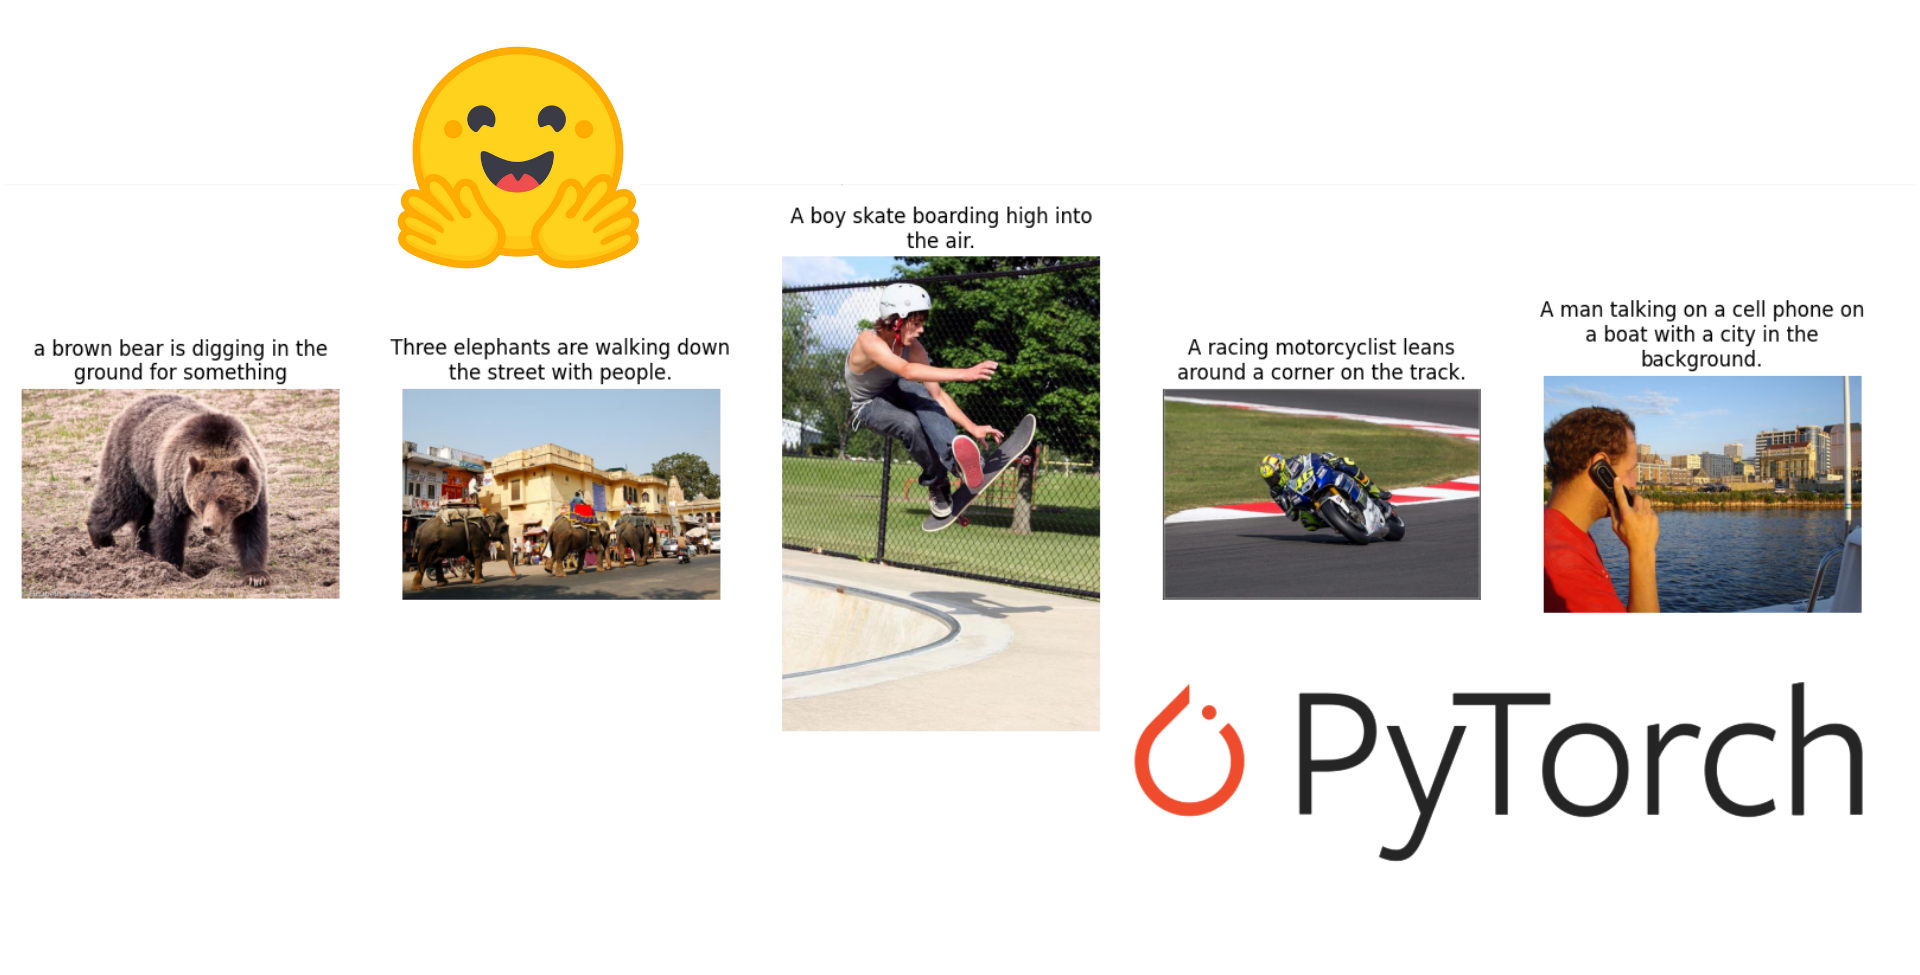 a brown bear is digging in the
ground for something
Three elephants are walking down
the street with people.
A boy skate boarding high into
the air.
A racing motorcyclist leans
around a corner on the track.
A man talking on a cell phone on
a boat with a city in the
background.
46
PyTorch